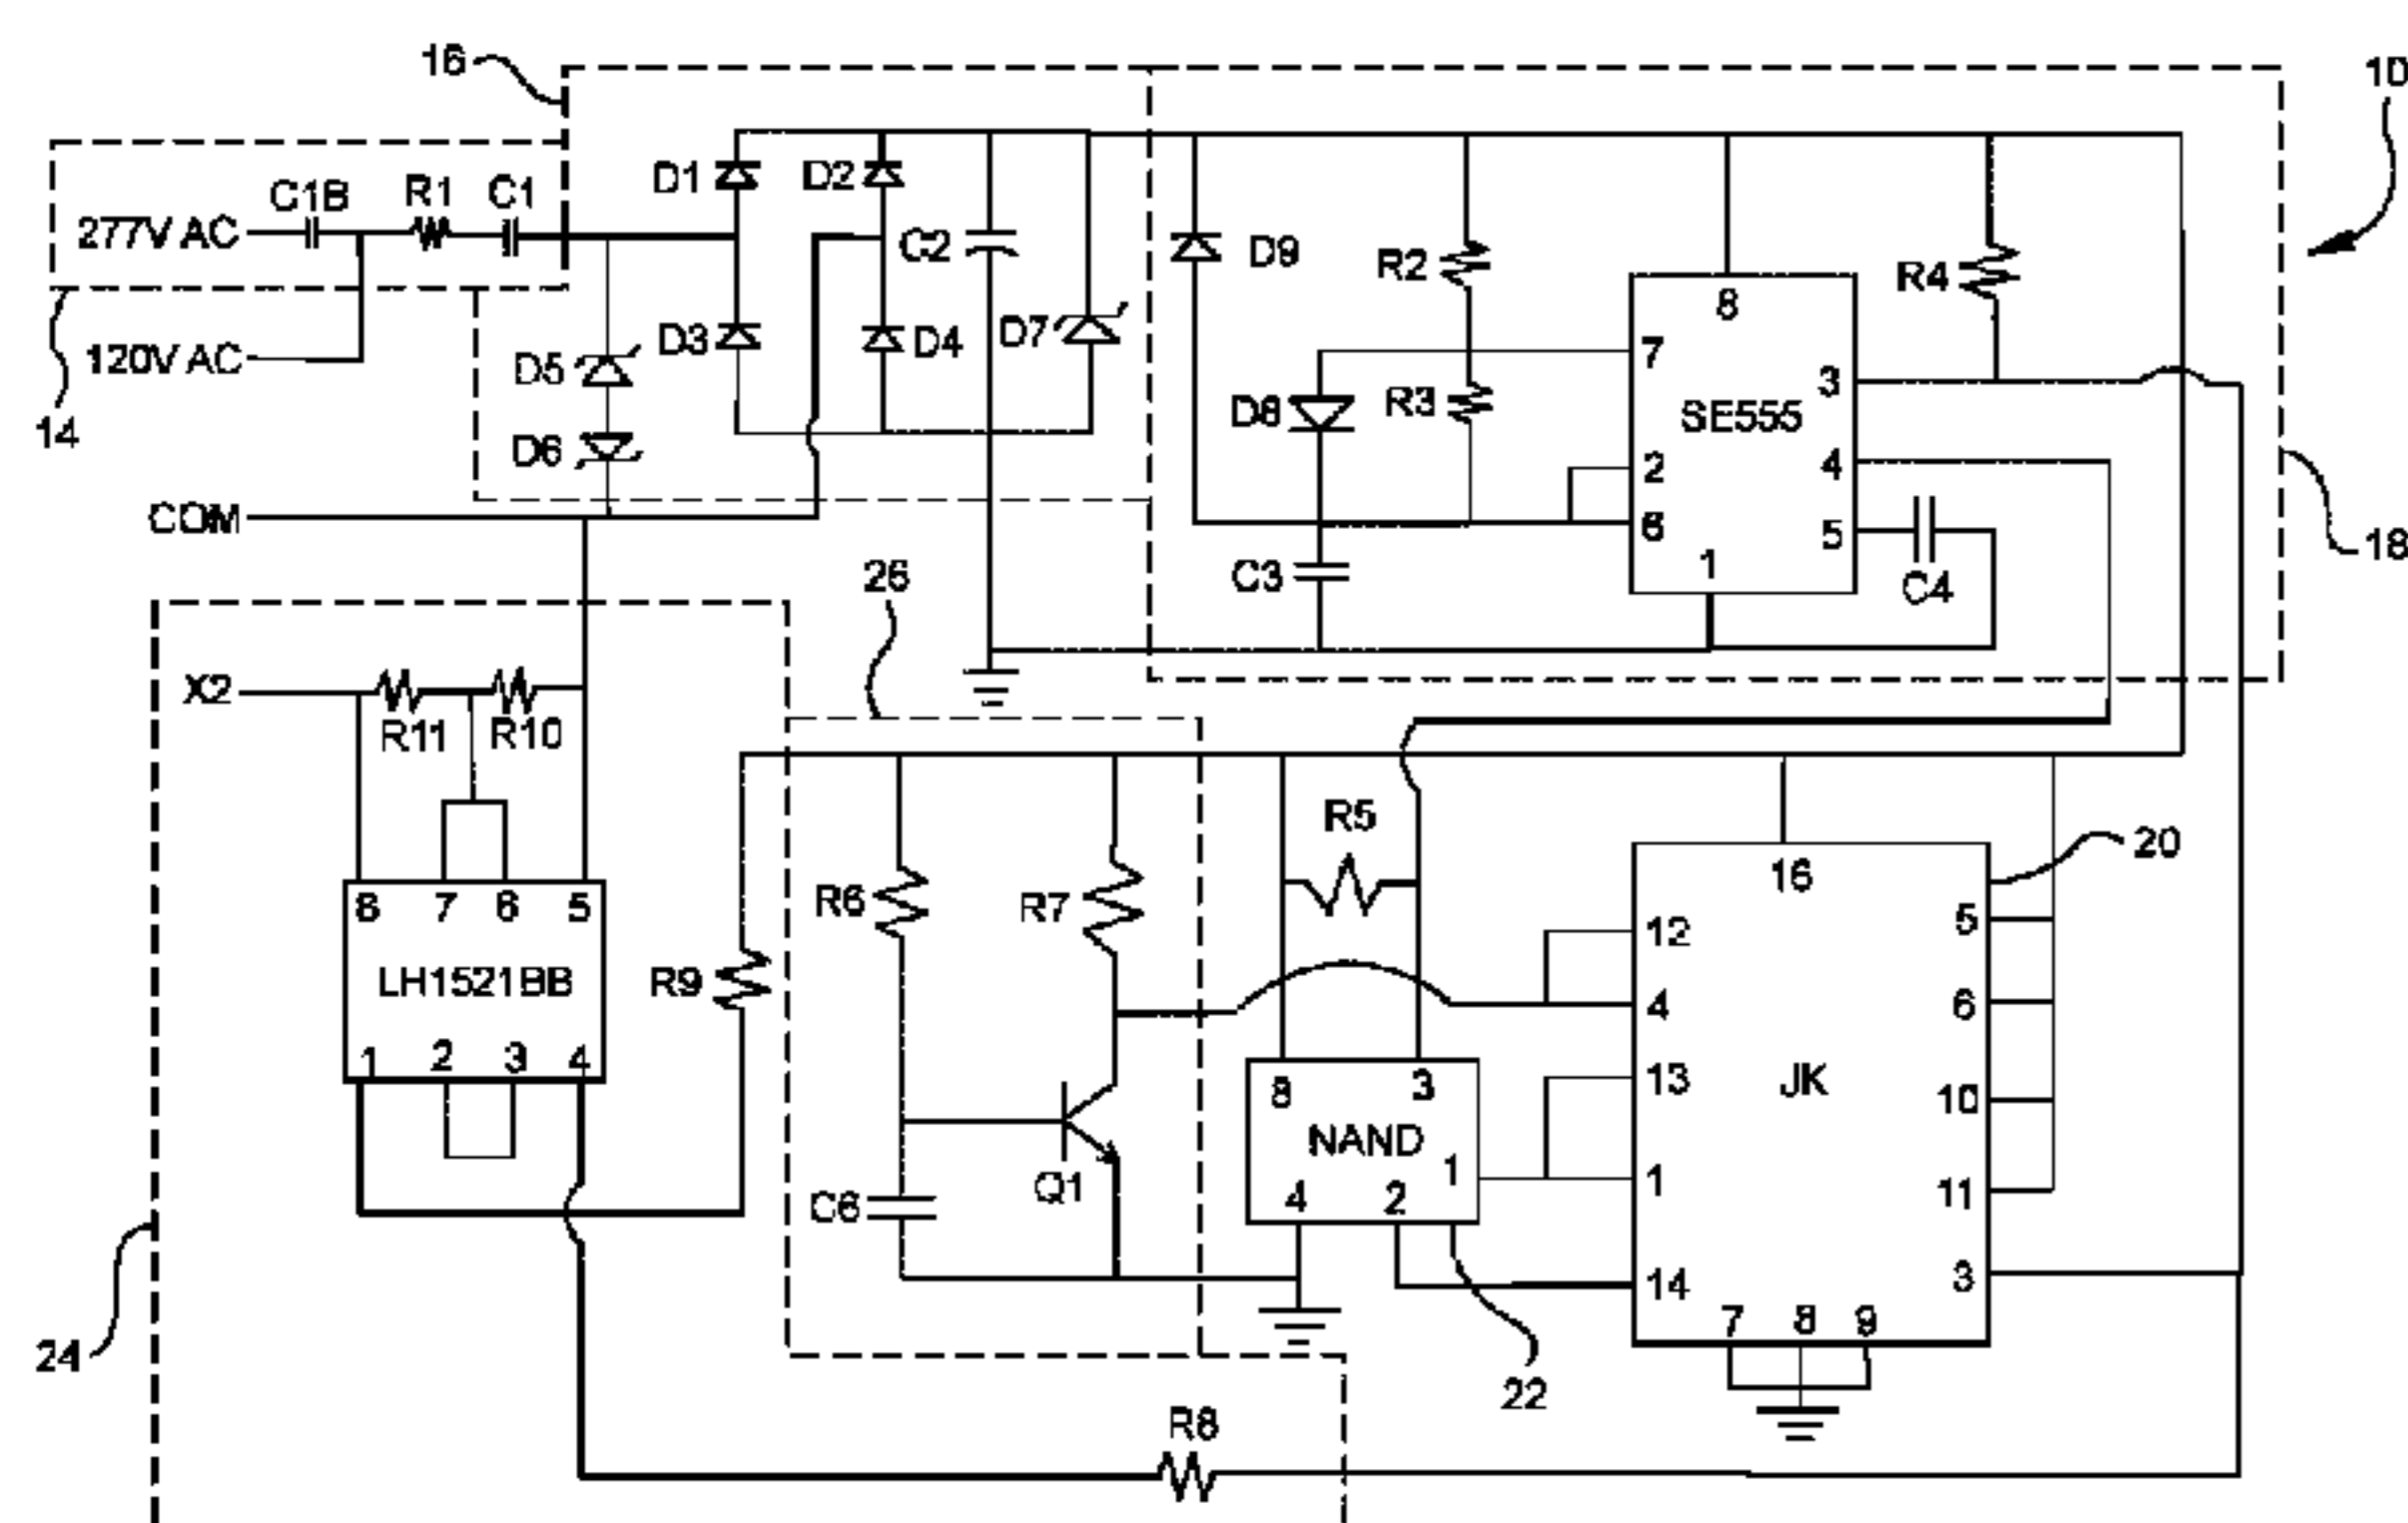 16
10
277V AC
C1B
R1
C1
120V AC
14
D1
D2
D3
D4
C2
D5
D6
D7
D9
R2
R3
D8
C3
8
7
2
6
1
3
4
5
SE555
R4
C4
18
COM
26
X2
R11
R10
8 7 6 5
LH1521BB
1 2 3 4
R9
24
R6
R7
C6
Q1
R5
8 3
NAND
4 2 1
22
16
20
12
4
13
1
14
JK
5
6
10
11
3
7 8 9
R8